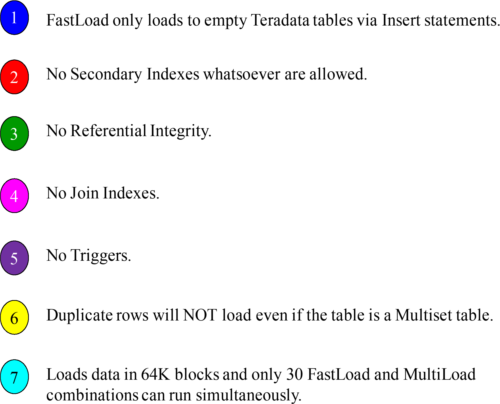 1 FastLoad only loads to empty Teradata tables via Insert statements.
2 No Secondary Indexes whatsoever are allowed.
3 No Referential Integrity.
4 No Join Indexes.
5 No Triggers.
6 Duplicate rows will NOT load even if the table is a Multiset table.
7 Loads data in 64K blocks and only 30 FastLoad and MultiLoad
combinations can run simultaneously.